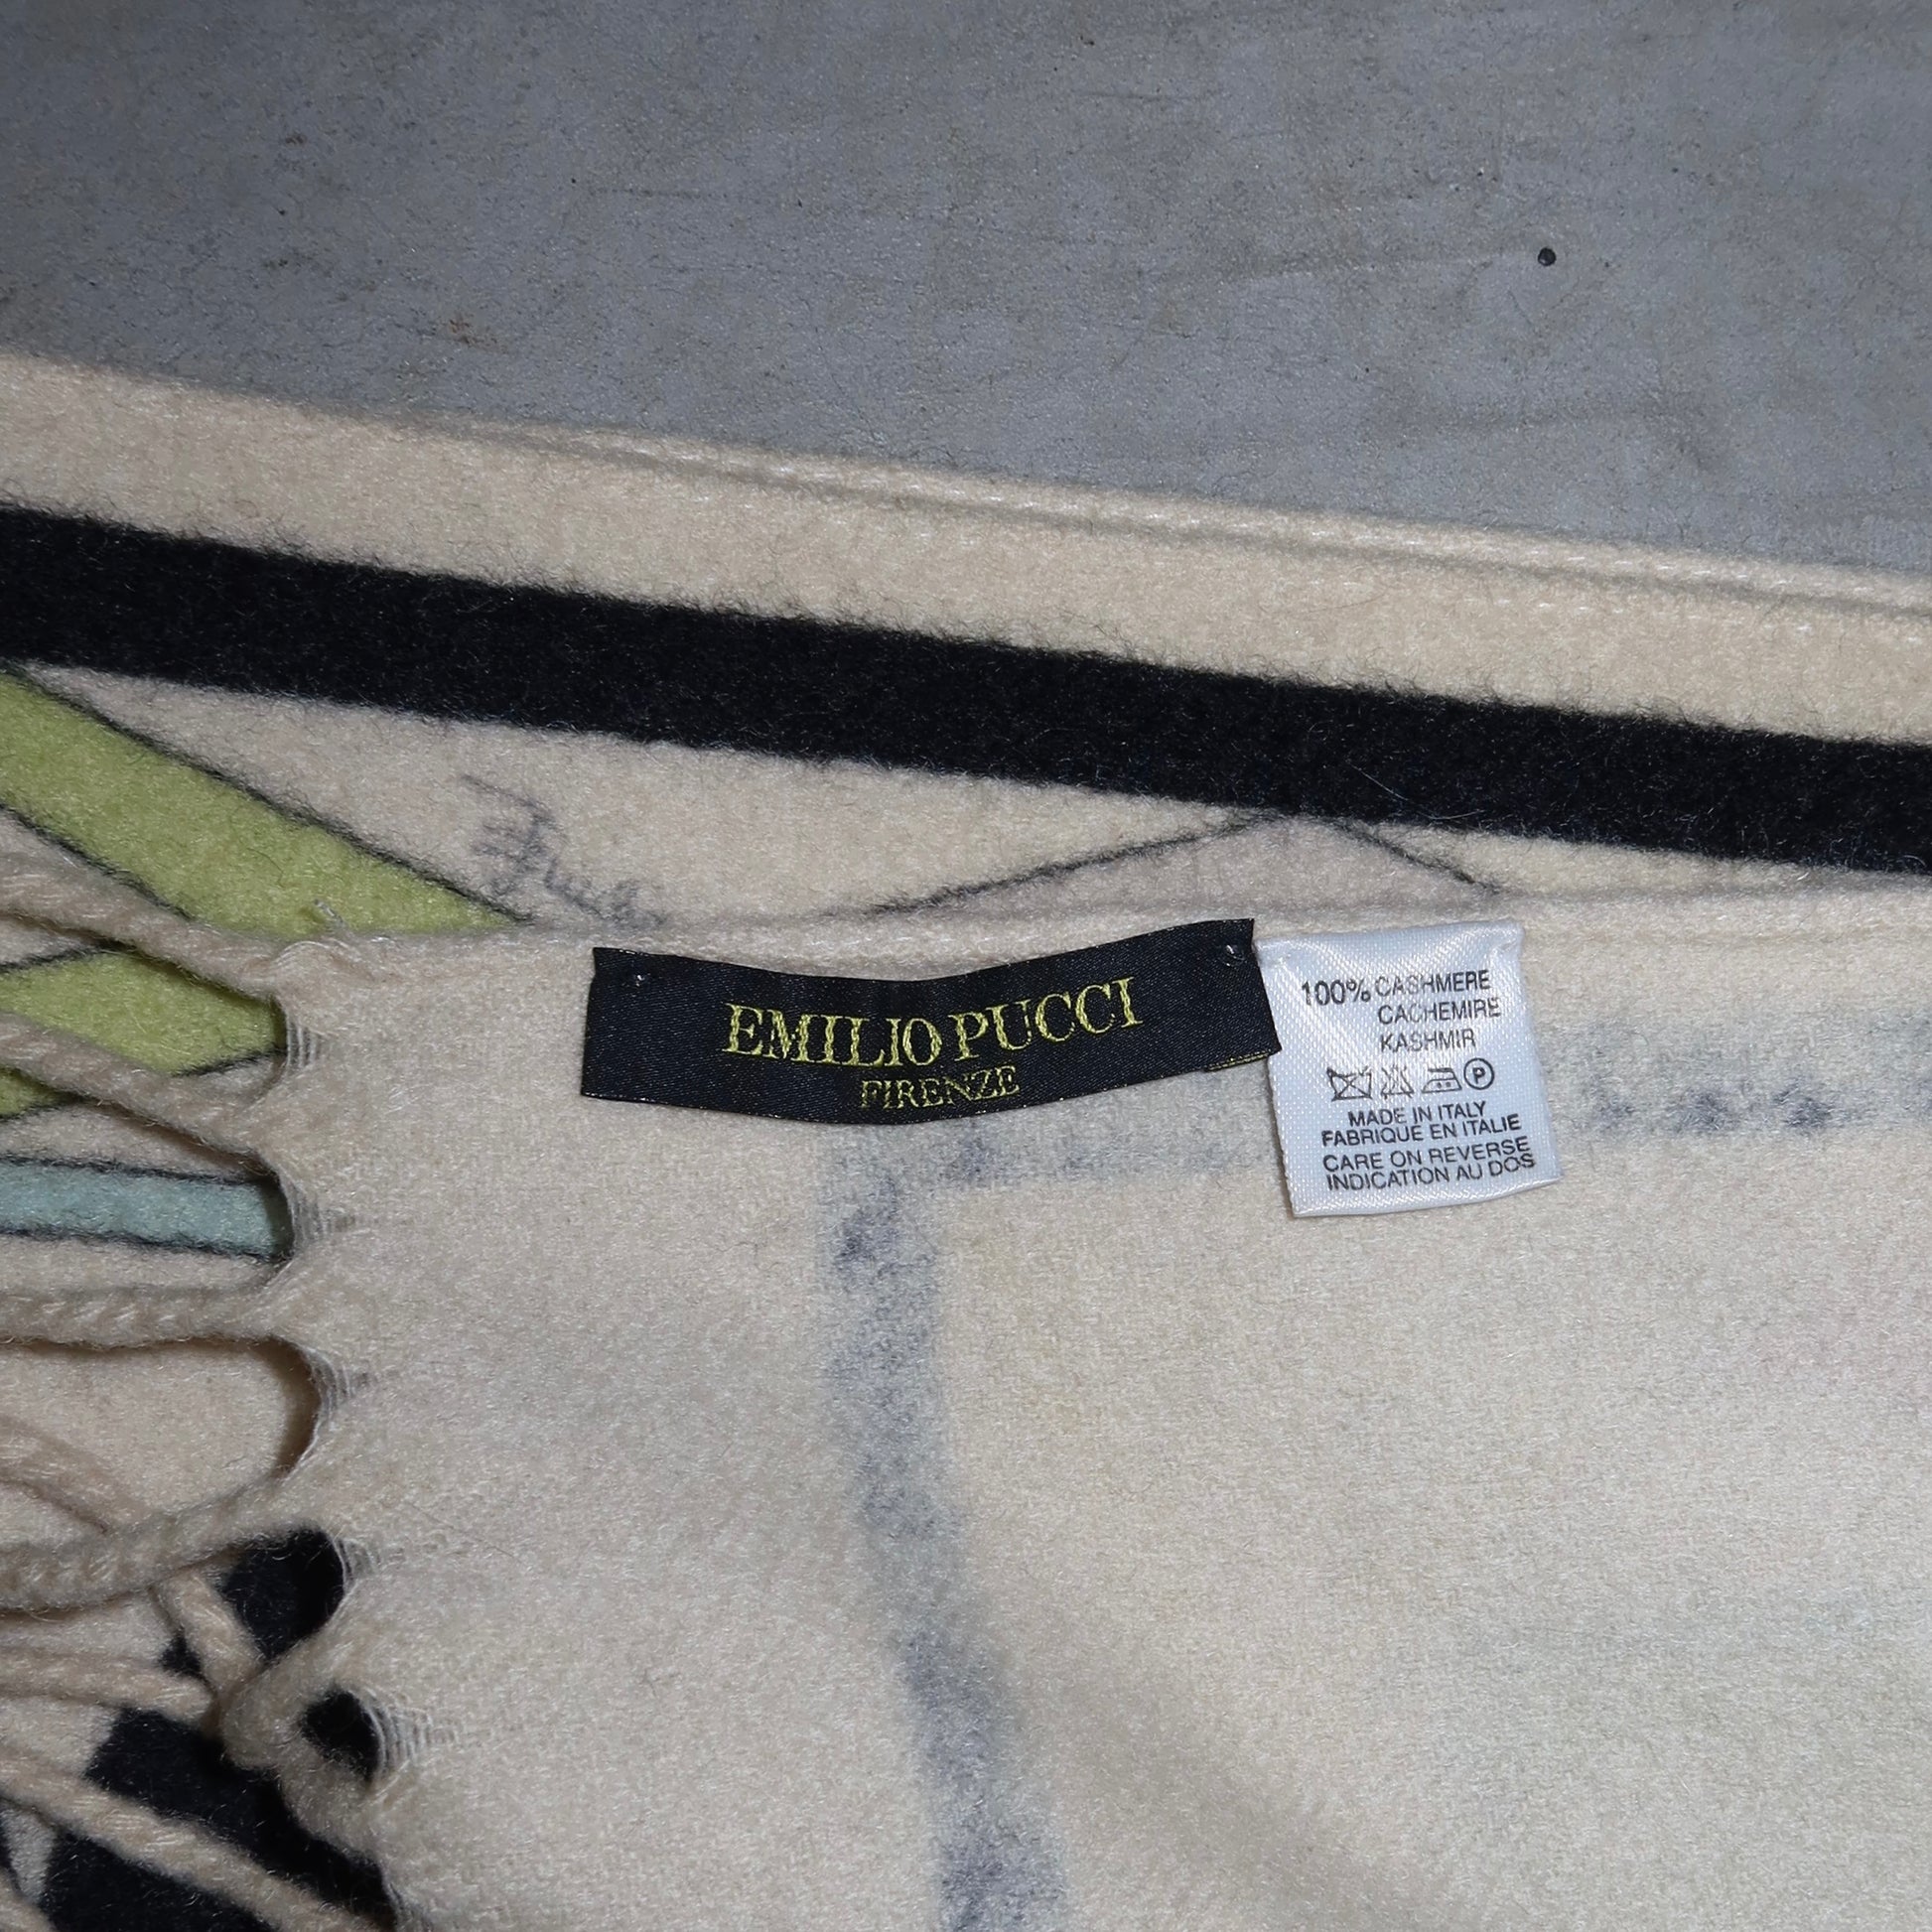 EMILIO PUCCI
FIRENZE
100% CASHMERE
CACHEMIRE
KASHMIR
P
MADE IN ITALY
FABRIQUE EN ITALIE
CARE ON REVERSE
INDICATION AU DOS